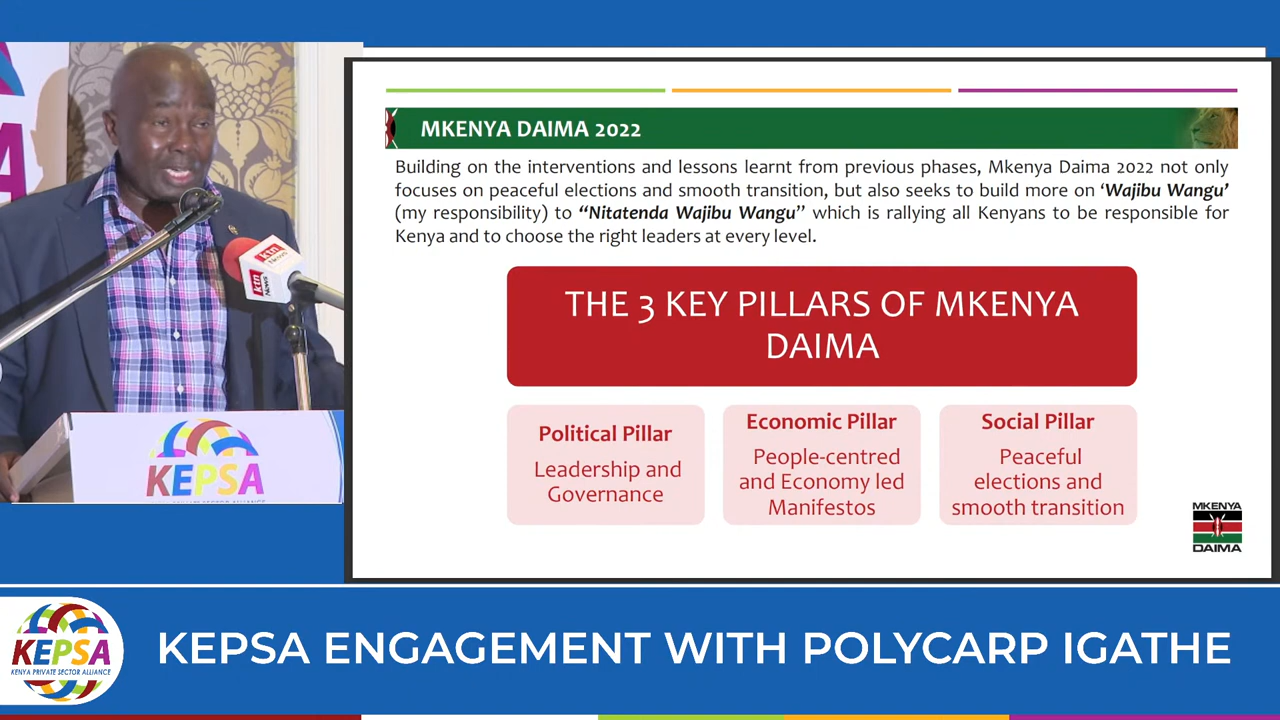 MKENYA DAIMA 2022
Building on the interventions and lessons learnt from previous phases, Mkenya Daima 2022 not only
focuses on peaceful elections and smooth transition, but also seeks to build more on ‘Wajibu Wangu’
(my responsibility) to “Nitatenda Wajibu Wangu” which is rallying all Kenyans to be responsible for
Kenya and to choose the right leaders at every level.
THE 3 KEY PILLARS OF MKENYA
DAIMA
Political Pillar
Leadership and
Governance
Economic Pillar
People-centred
and Economy led
Manifestos
Social Pillar
Peaceful
elections and
smooth transition
MKENYA
DAIMA
ktn
News
ktn
News
KEPSA
KEPSA
KENYA PRIVATE SECTOR ALLIANCE
KEPSA ENGAGEMENT WITH POLYCARP IGATHE